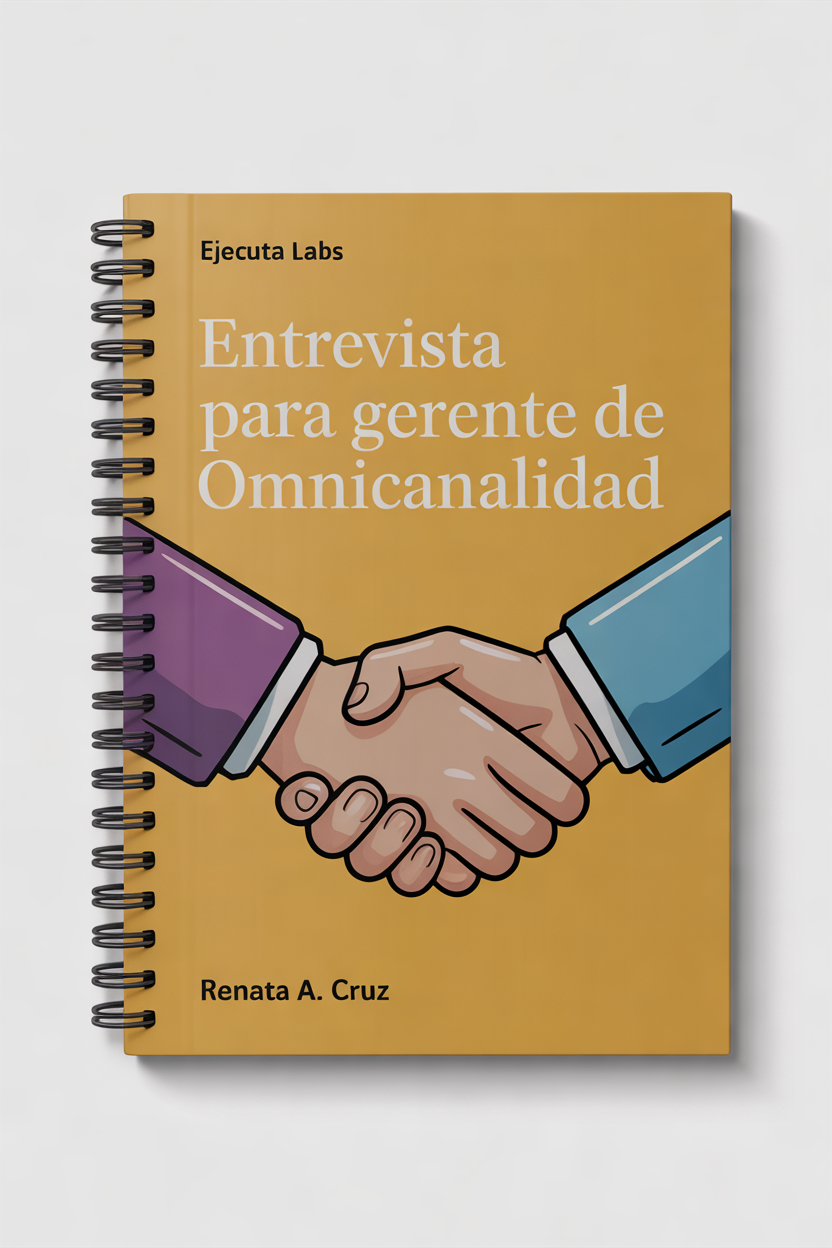 Ejecuta Labs
Entrevista
para gerente de
Omnicanalidad
Renata A. Cruz